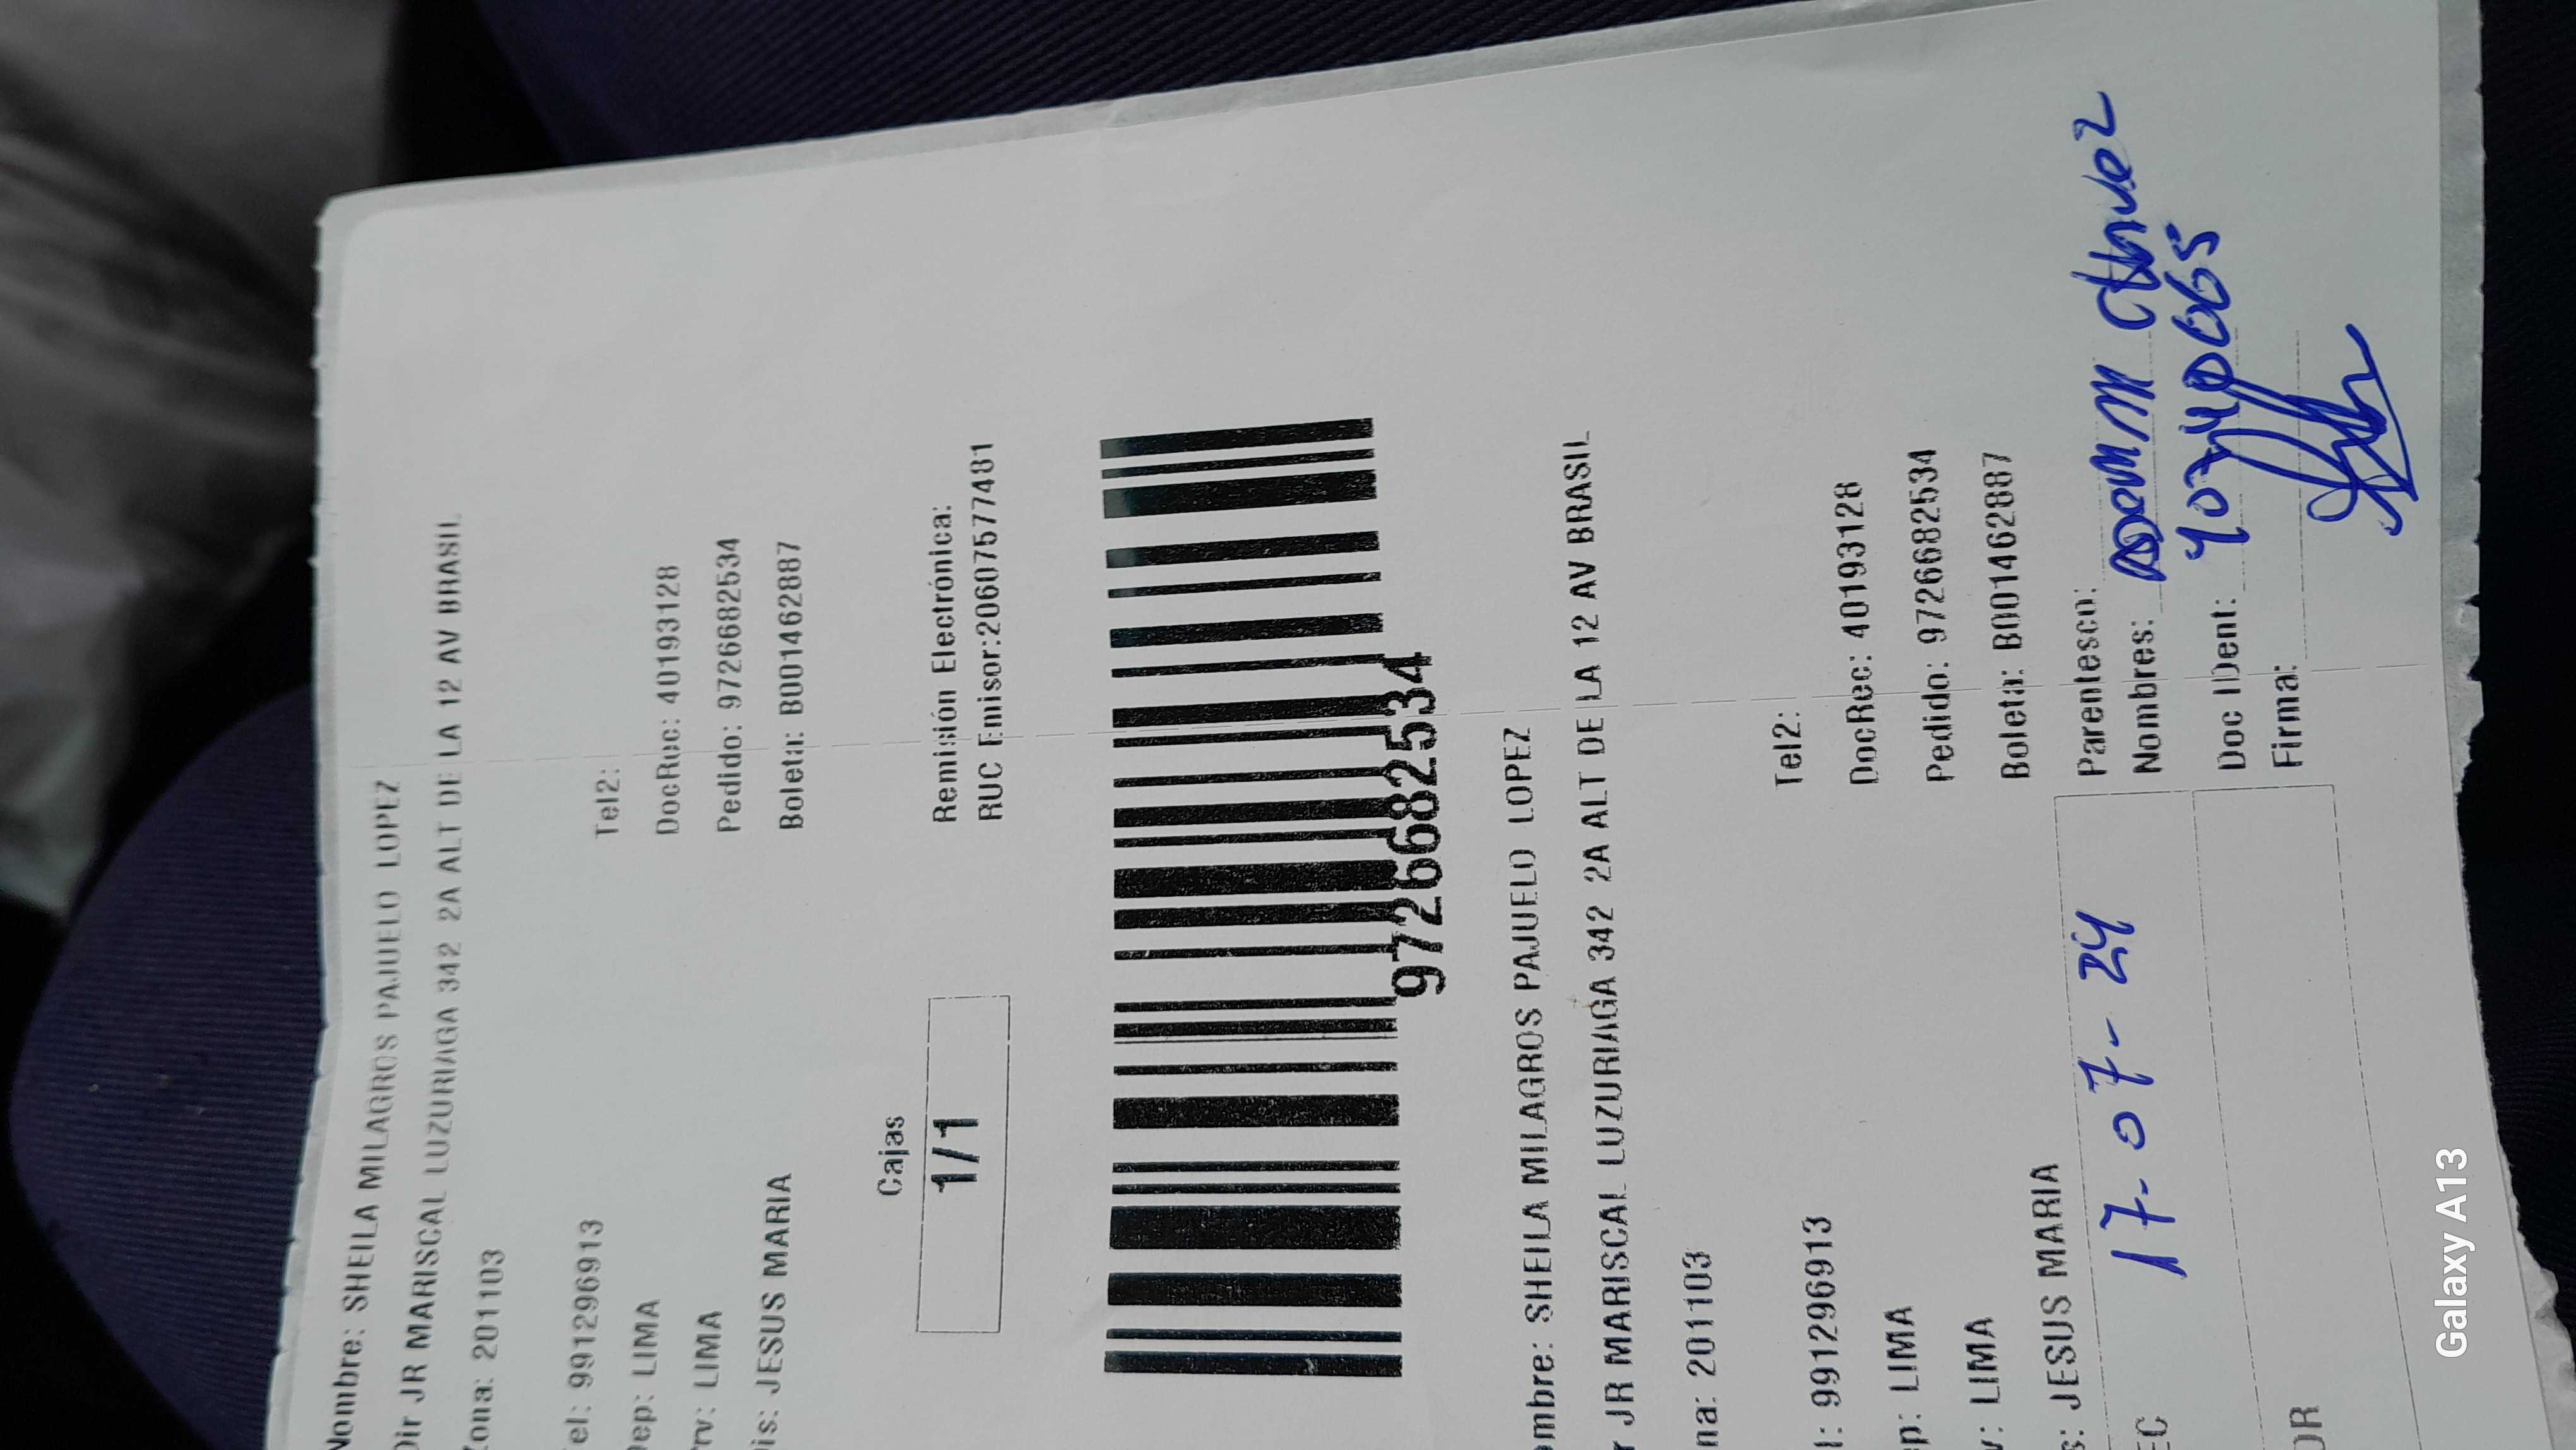 Nombre: SHEILA MILAGROS PAJUELO LOPEZ
Dir JR MARISCAL LUZURIAGA 342 2A ALT DE LA 12 AV BRASIL
Zona: 201103
Tel: 991296913 Tel2:
Dep: LIMA DocRec: 40193128
Prv: LIMA Pedido: 9726682534
Dis: JESUS MARIA Boleta: B001462887
Cajas Remisión Electrónica:
1/1 RUC Emisor:20607577481
9726682534
ombre: SHEILA MILAGROS PAJUELO LOPEZ
r JR MARISCAL LUZURIAGA 342 2A ALT DE LA 12 AV BRASIL
na: 201103
l: 991296913 Tel2:
p: LIMA DocRec: 40193128
v: LIMA Pedido: 9726682534
s: JESUS MARIA Boleta: B001462887
EC 17-07-24 Parentesco:
Nombres:
Doc IDent:
OR Firma:
Galaxy A13